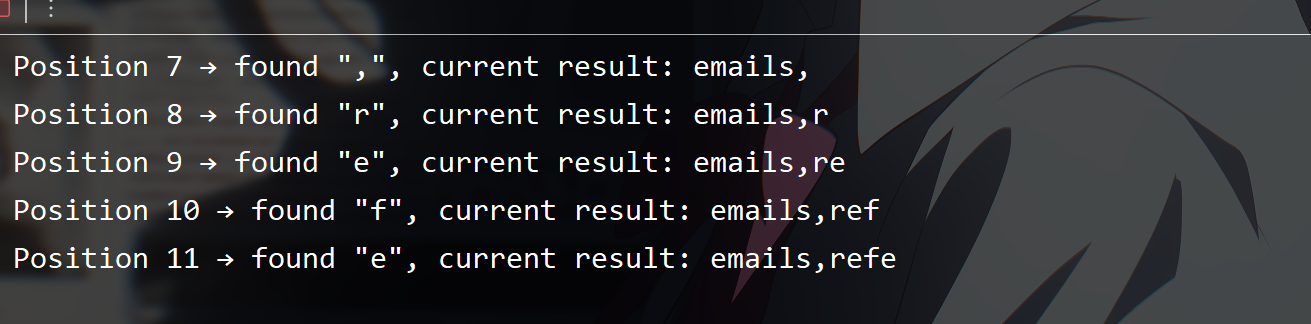 Position 7 → found ",", current result: emails,
Position 8 → found "r", current result: emails,r
Position 9 → found "e", current result: emails,re
Position 10 → found "f", current result: emails,ref
Position 11 → found "e", current result: emails,refe